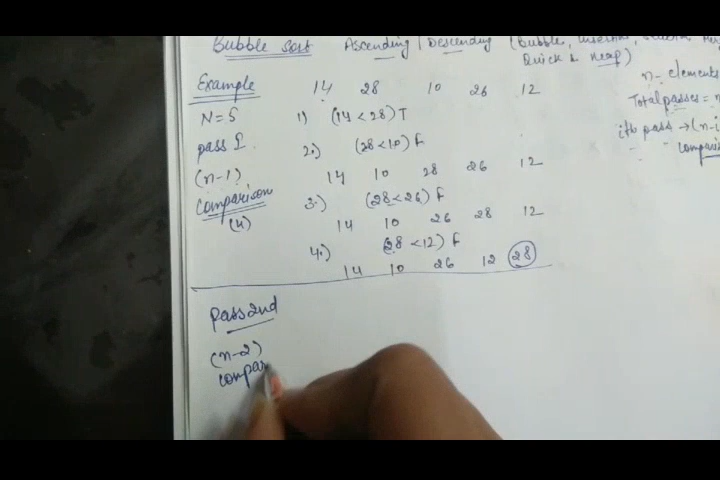 Bubble Sort Ascending / Descending (Bubble, Insertion,
Quick & Heap)
Example 14 28 10 26 12
n- elements
N=5 1) (14 < 28) T
Total passes =
pass 1 2.) (28 < 10) F
ith pass → (n-i)
(n-1) 14 10 28 26 12
Comparison 3.) (28 < 26) F
(4) 14 10 26 28 12
4.) (28 < 12) F
14 10 26 12 28
Pass 2nd
(n-2)